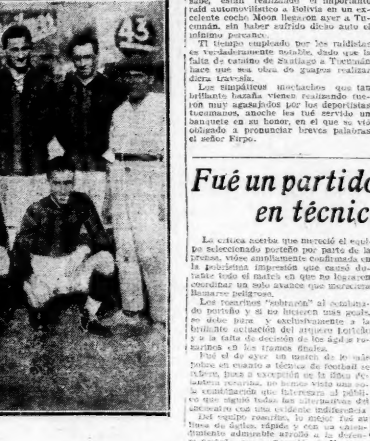 43
sabe, están realizando el importante
raid automovilístico a Bolivia en un ex-
celente coche Moon llegaron ayer a Tu-
cumán, sin haber sufrido dicho auto el
mínimo percance.
El tiempo empleado por los raidistas
es verdaderamente notable, dado que la
falta de camino de Santiago a Tucumán
hace que sea obra de guapos realizar
dicha travesía.
Los simpáticos muchachos que tan
brillante hazaña vienen realizando fue-
ron muy agasajados por los deportistas
tucumanos, anoche les fué servido un
banquete en su honor, en el que se vió
obligado a pronunciar breves palabras
el señor Firpo.
Fué un partido
en técnic
La crítica acerba que mereció el equi-
po seleccionado porteño por parte de la
prensa, vióse ampliamente confirmada en
la pobrísima impresión que causó du-
rante todo el match en que no lograron
coordinar un solo avance que mereciera
llamarse peligroso.
Los rosarinos "sobraron" al combina-
do porteño y si no hicieron más goals,
se debe pura y exclusivamente a la
brillante actuación del arquero porteño
y a la falta de decisión de los ágiles ro-
sarinos en los tramos finales.
Fué el de ayer un match de lo más
pobre en cuanto a técnica de football se
refiere, pues a excepción de la línea de-
lantera rosarina, no hemos visto una so-
la combinación que interesara al públi-
co que siguió todas las alternativas del
encuentro con una evidente indiferencia
Del equipo rosarino, lo mejor fué su
línea de ágiles, rápida y con un enten-
dimiento admirable